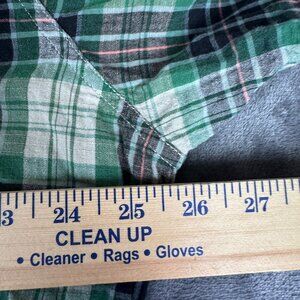 3 24 25 26 27
CLEAN UP
• Cleaner • Rags • Gloves